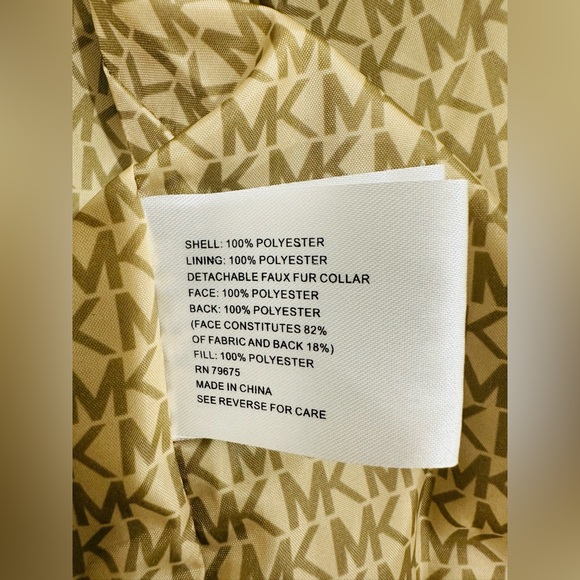 SHELL: 100% POLYESTER
LINING: 100% POLYESTER
DETACHABLE FAUX FUR COLLAR
FACE: 100% POLYESTER
BACK: 100% POLYESTER
(FACE CONSTITUTES 82%
OF FABRIC AND BACK 18%)
FILL: 100% POLYESTER
RN 79675
MADE IN CHINA
SEE REVERSE FOR CARE
MK